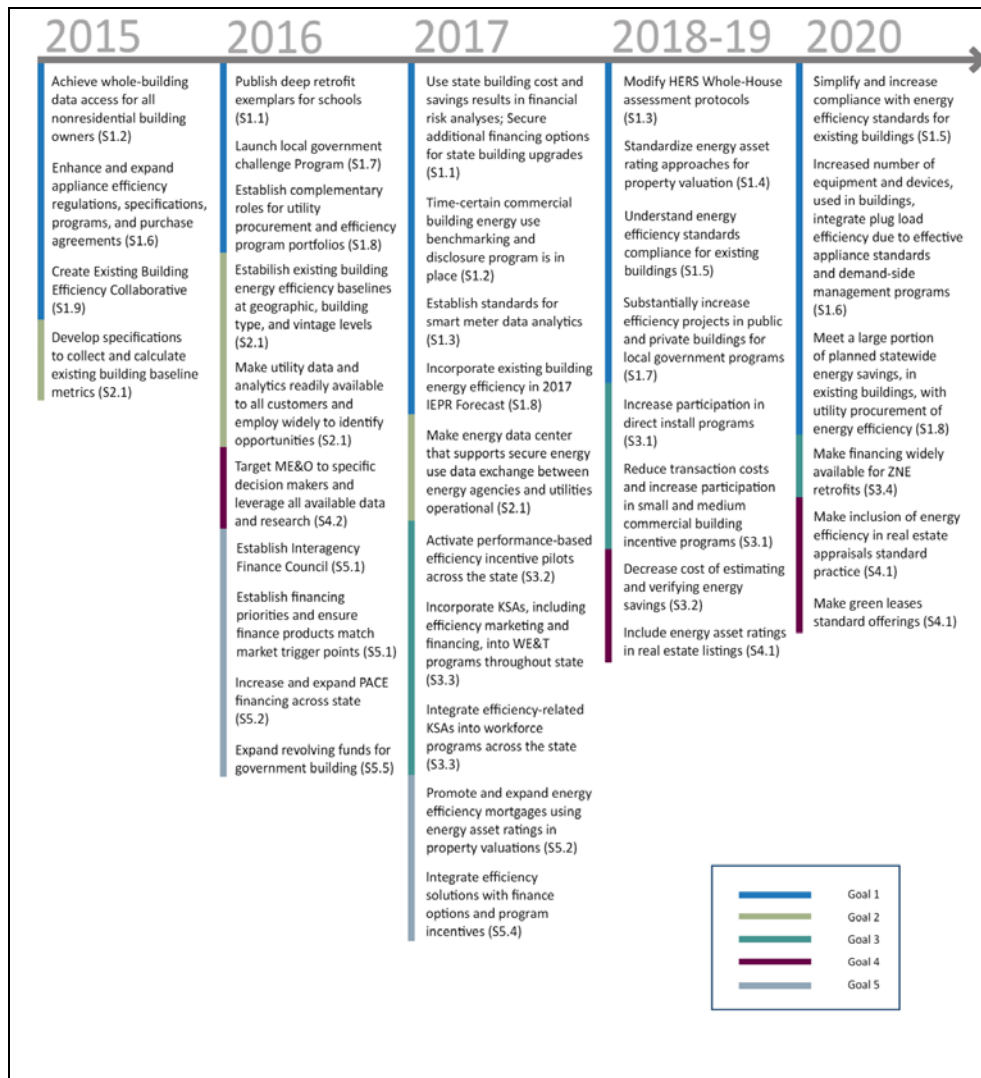 2015
Achieve whole-building
data access for all
nonresidential building
owners (S1.2)
Enhance and expand
appliance efficiency
regulations, specifications,
programs, and purchase
agreements (S1.6)
Create Existing Building
Efficiency Collaborative
(S1.9)
Develop specifications
to collect and calculate
existing building baseline
metrics (S2.1)
2016
Publish deep retrofit
exemplars for schools
(S1.1)
Launch local government
challenge Program (S1.7)
Establish complementary
roles for utility
procurement and efficiency
program portfolios (S1.8)
Estabilish existing building
energy efficiency baselines
at geographic, building
type, and vintage levels
(S2.1)
Make utility data and
analytics readily available
to all customers and
employ widely to identify
opportunities (S2.1)
Target ME&O to specific
decision makers and
leverage all available data
and research (S4.2)
Establish Interagency
Finance Council (S5.1)
Establish financing
priorities and ensure
finance products match
market trigger points (S5.1)
Increase and expand PACE
financing across state
(S5.2)
Expand revolving funds for
government building (S5.5)
2017
Use state building cost and
savings results in financial
risk analyses; Secure
additional financing options
for state building upgrades
(S1.1)
Time-certain commercial
building energy use
benchmarking and
disclosure program is in
place (S1.2)
Establish standards for
smart meter data analytics
(S1.3)
Incorporate existing building
energy efficiency in 2017
IEPR Forecast (S1.8)
Make energy data center
that supports secure energy
use data exchange between
energy agencies and utilities
operational (S2.1)
Activate performance-based
efficiency incentive pilots
across the state (S3.2)
Incorporate KSAs, including
efficiency marketing and
financing, into WE&T
programs throughout state
(S3.3)
Integrate efficiency-related
KSAs into workforce
programs across the state
(S3.3)
Promote and expand energy
efficiency mortgages using
energy asset ratings in
property valuations (S5.2)
Integrate efficiency
solutions with finance
options and program
incentives (S5.4)
2018-19
Modify HERS Whole-House
assessment protocols
(S1.3)
Standardize energy asset
rating approaches for
property valuation (S1.4)
Understand energy
efficiency standards
compliance for existing
buildings (S1.5)
Substantially increase
efficiency projects in public
and private buildings for
local government programs
(S1.7)
Increase participation in
direct install programs
(S3.1)
Reduce transaction costs
and increase participation
in small and medium
commercial building
incentive programs (S3.1)
Decrease cost of estimating
and verifying energy
savings (S3.2)
Include energy asset ratings
in real estate listings (S4.1)
2020
Simplify and increase
compliance with energy
efficiency standards for
existing buildings (S1.5)
Increased number of
equipment and devices,
used in buildings,
integrate plug load
efficiency due to effective
appliance standards
and demand-side
management programs
(S1.6)
Meet a large portion
of planned statewide
energy savings, in
existing buildings, with
utility procurement of
energy efficiency (S1.8)
Make financing widely
available for ZNE
retrofits (S3.4)
Make inclusion of energy
efficiency in real estate
appraisals standard
practice (S4.1)
Make green leases
standard offerings (S4.1)
Goal 1
Goal 2
Goal 3
Goal 4
Goal 5